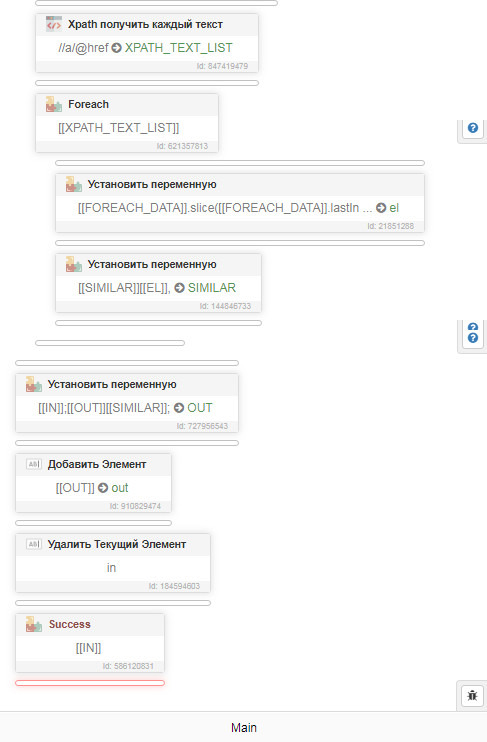 Xpath получить каждый текст
//a/@href XPATH_TEXT_LIST
Id: 847419479
Foreach
[[XPATH_TEXT_LIST]]
Id: 621357813
Установить переменную
[[FOREACH_DATA]].slice([[FOREACH_DATA]].lastIn ... el
Id: 21851288
Установить переменную
[[SIMILAR]][[EL]], SIMILAR
Id: 144846733
Установить переменную
[[IN]];[[OUT]][[SIMILAR]]; OUT
Id: 727956543
Добавить Элемент
[[OUT]] out
Id: 910829474
Удалить Текущий Элемент
in
Id: 184594603
Success
[[IN]]
Id: 586120831
Main